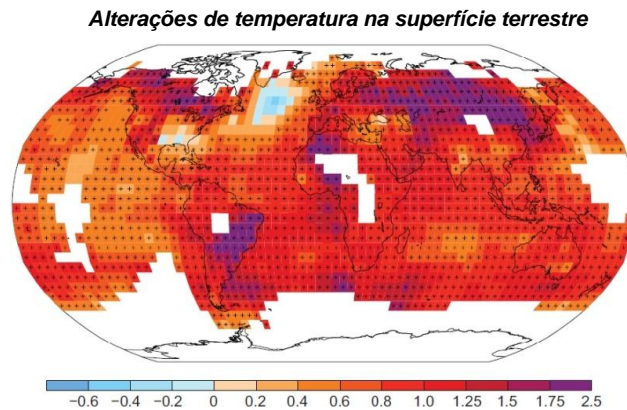 Alterações de temperatura na superfície terrestre
−0.6 −0.4 −0.2 0 0.2 0.4 0.6 0.8 1.0 1.25 1.5 1.75 2.5